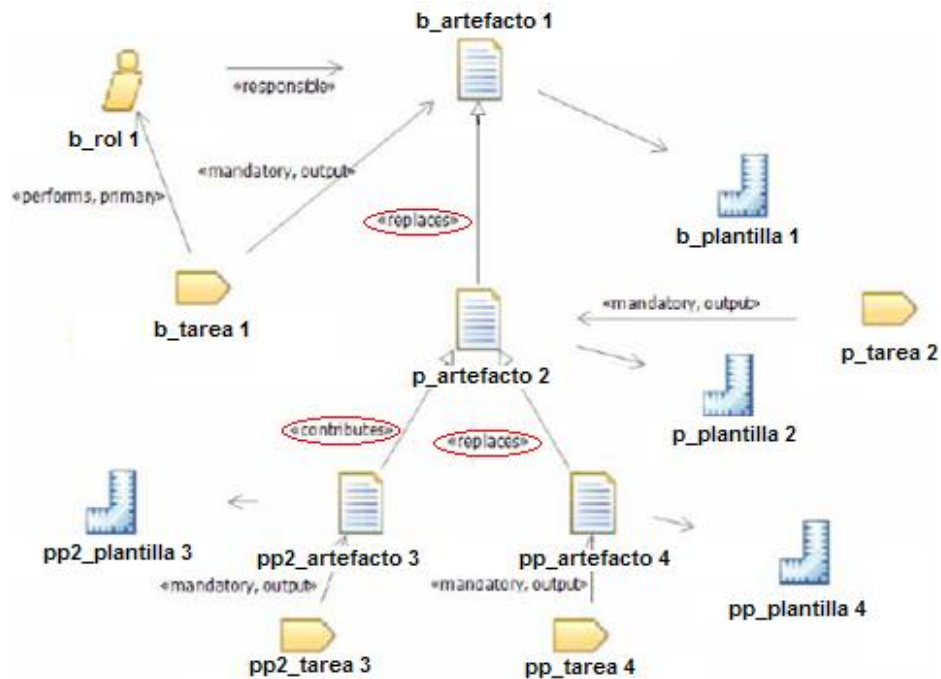 b_artefacto 1
«responsible»
b_rol 1
«mandatory, output»
«performs, primary»
«replaces»
b_plantilla 1
b_tarea 1
«mandatory, output»
p_tarea 2
p_artefacto 2
p_plantilla 2
«contributes»
«replaces»
pp2_plantilla 3
pp2_artefacto 3
pp_artefacto 4
«mandatory, output»
«mandatory, output»
pp_plantilla 4
pp2_tarea 3
pp_tarea 4